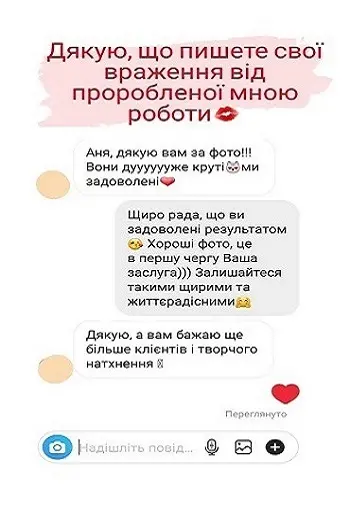 Дякую, що пишете свої
враження від
проробленої мною
роботи💋
Аня, дякую вам за фото!!!
Вони дууууууже круті😻ми
задоволені❤
Щиро рада, що ви
задоволені результатом
😘 Хороші фото, це
в першу чергу Ваша
заслуга))) Залишайтеся
такими щирими та
життєрадісними🤗
Дякую, а вам бажаю ще
більше клієнтів і творчого
натхнення
❤
Переглянуто
Надішліть повід...